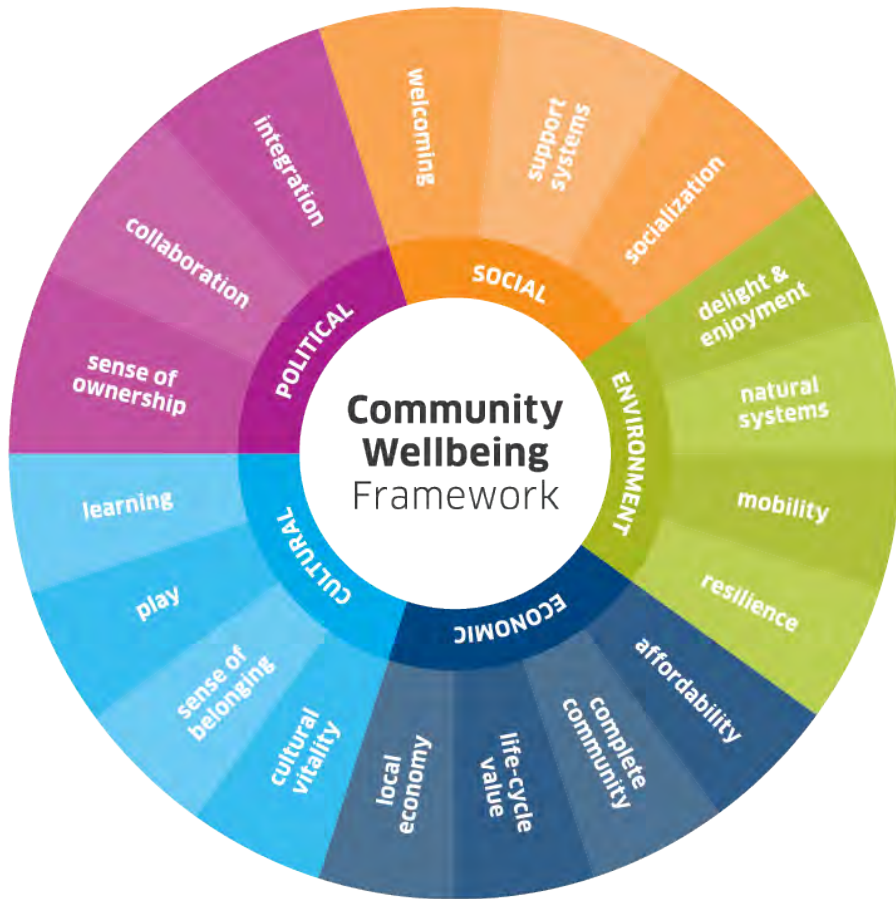 Community
Wellbeing
Framework
SOCIAL
welcoming
support
systems
socialization
ENVIRONMENT
delight &
enjoyment
natural
systems
mobility
resilience
ECONOMIC
affordability
complete
community
life-cycle
value
local
economy
CULTURAL
cultural
vitality
sense of
belonging
play
learning
POLITICAL
sense of
ownership
collaboration
integration